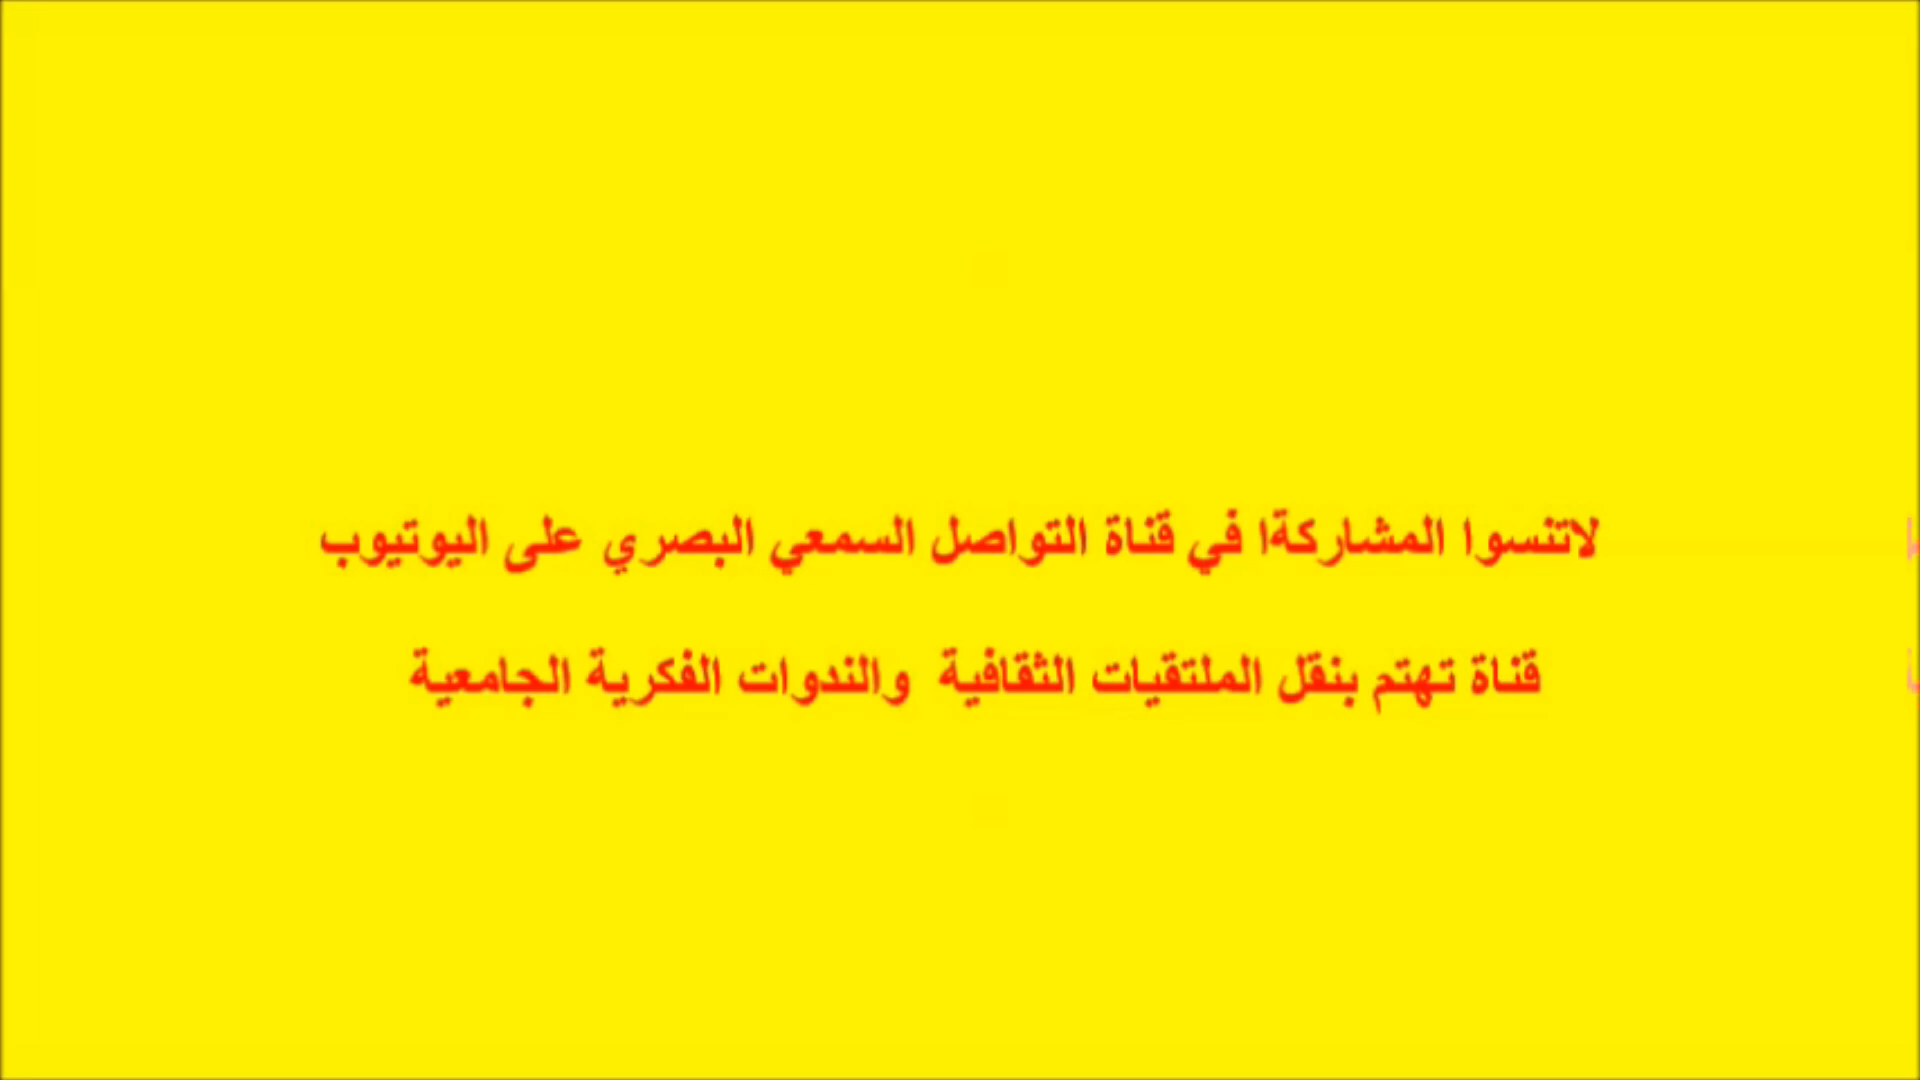 لاتنسوا المشاركةا في قناة التواصل السمعي البصري على اليوتيوب
قناة تهتم بنقل الملتقيات الثقافية والندوات الفكرية الجامعية